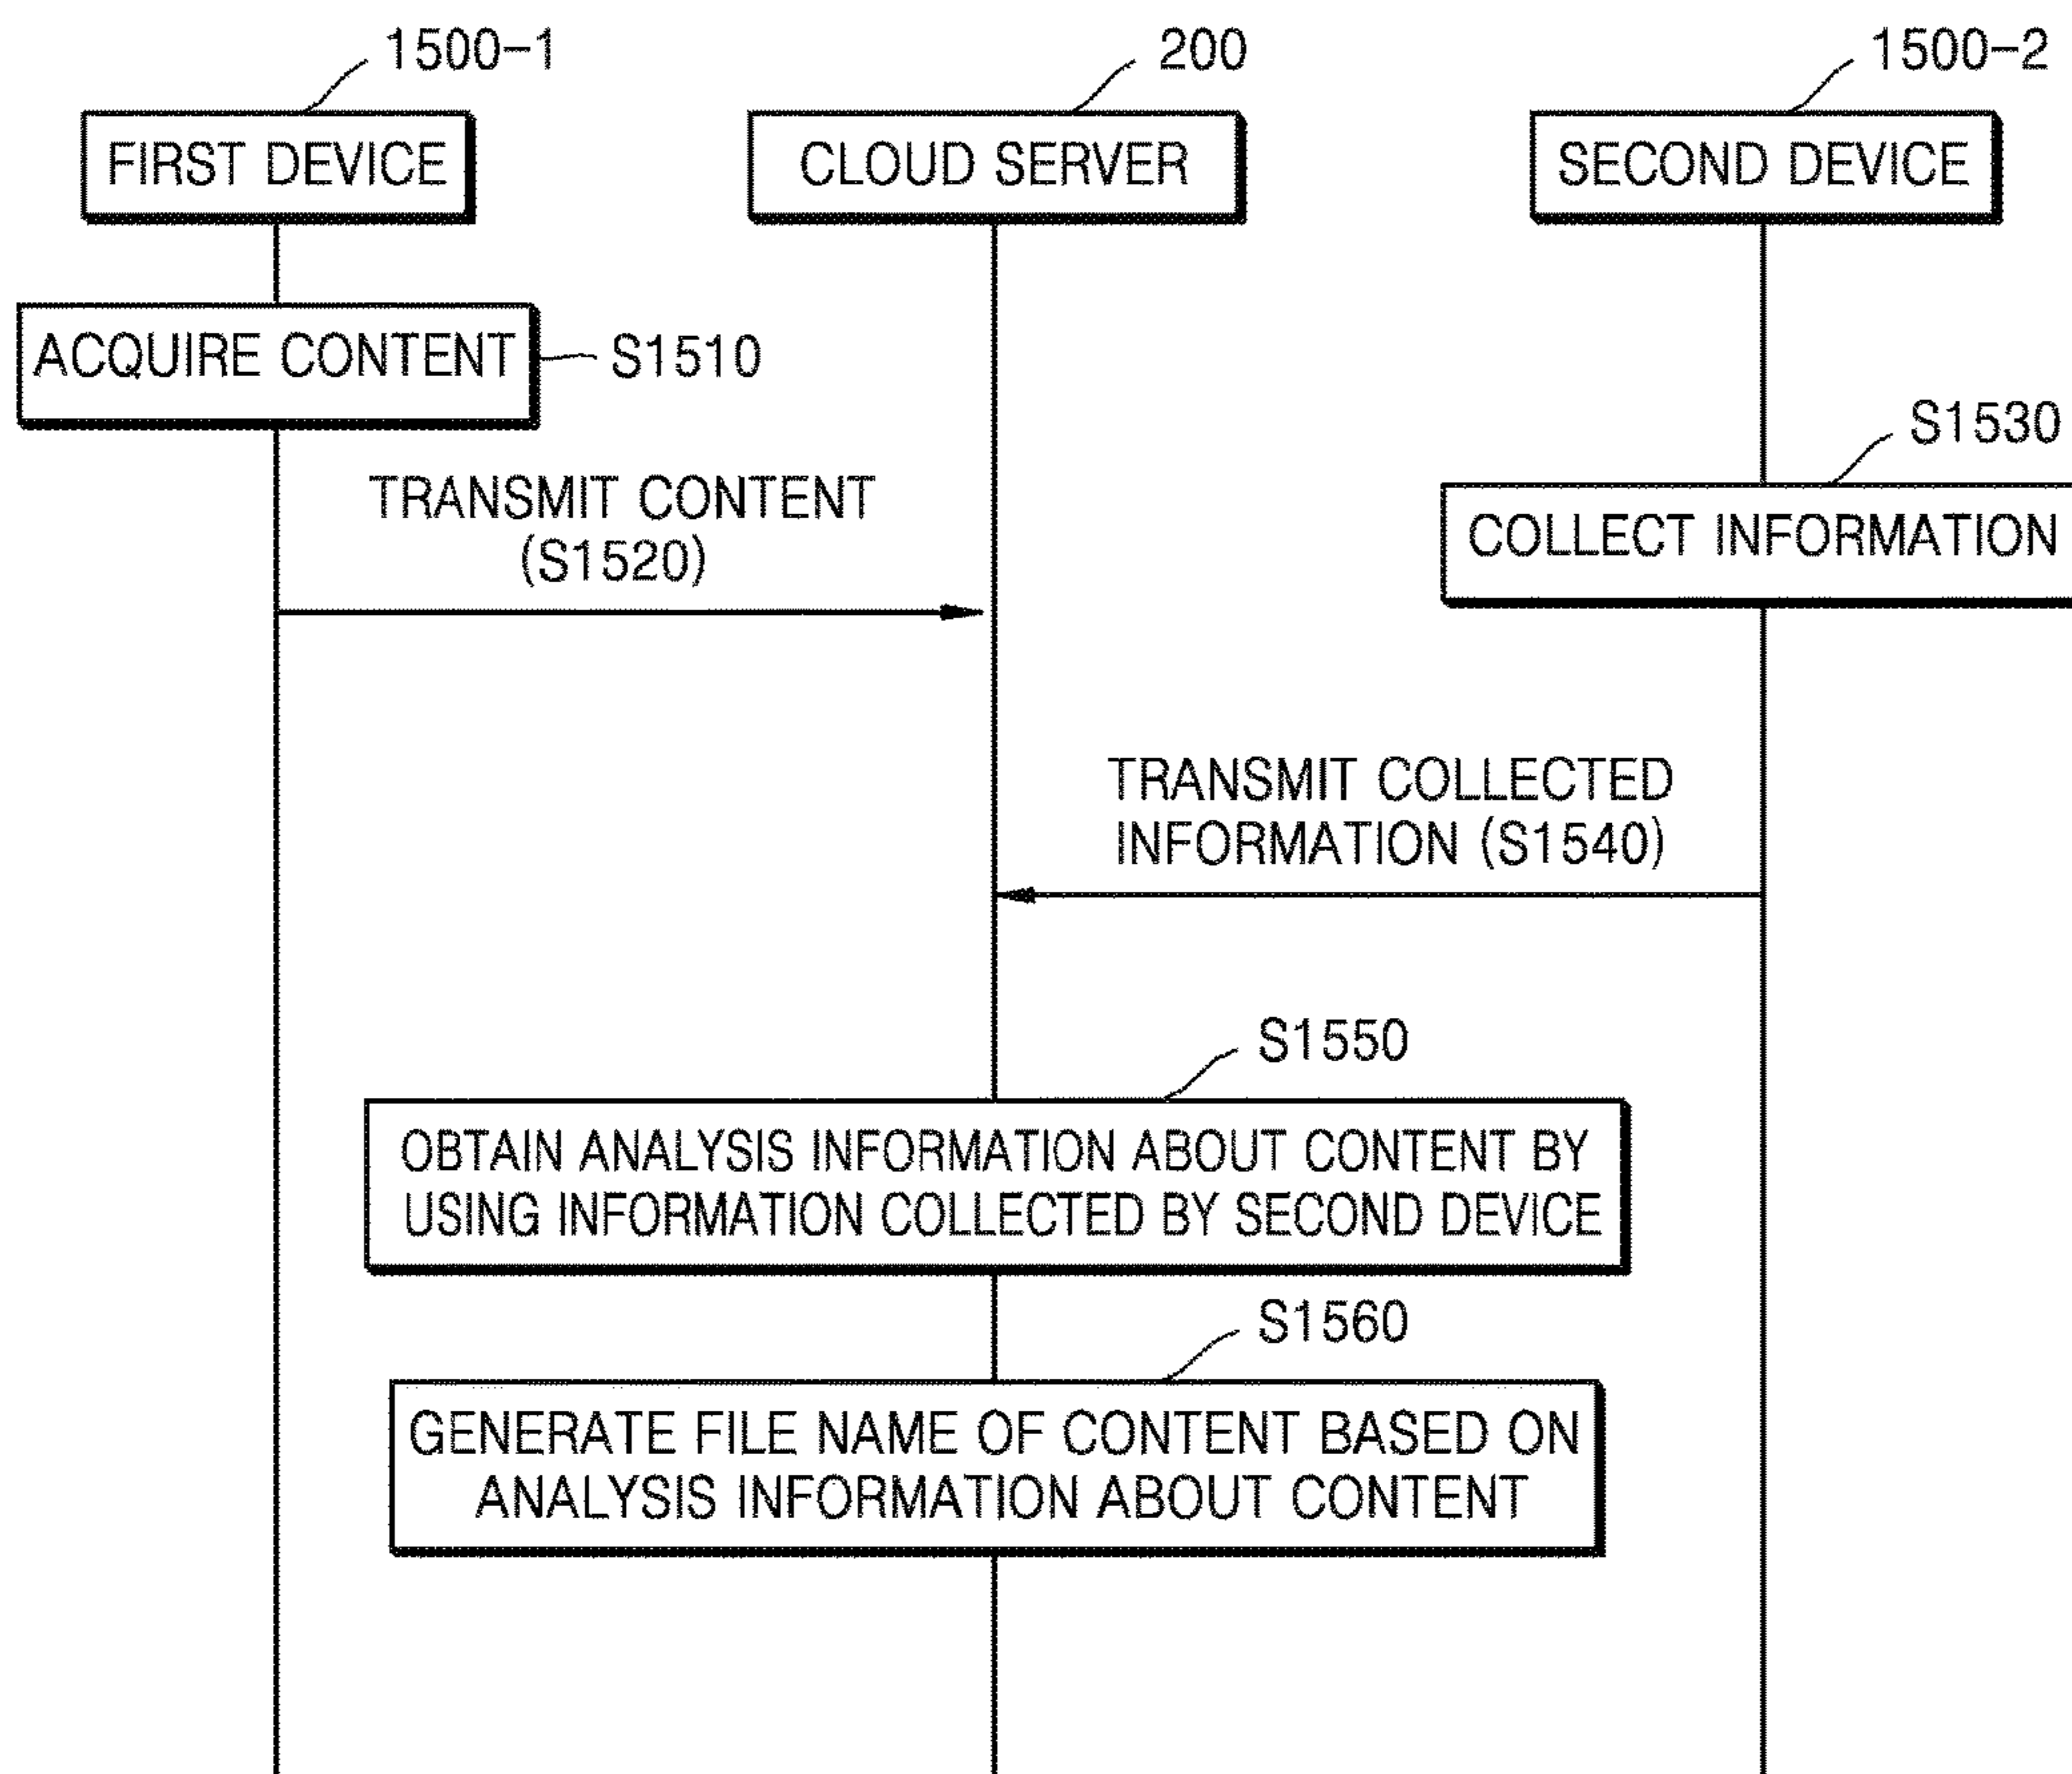 1500-1
200
1500-2
FIRST DEVICE
CLOUD SERVER
SECOND DEVICE
ACQUIRE CONTENT
S1510
S1530
TRANSMIT CONTENT
(S1520)
COLLECT INFORMATION
TRANSMIT COLLECTED
INFORMATION (S1540)
S1550
OBTAIN ANALYSIS INFORMATION ABOUT CONTENT BY
USING INFORMATION COLLECTED BY SECOND DEVICE
S1560
GENERATE FILE NAME OF CONTENT BASED ON
ANALYSIS INFORMATION ABOUT CONTENT